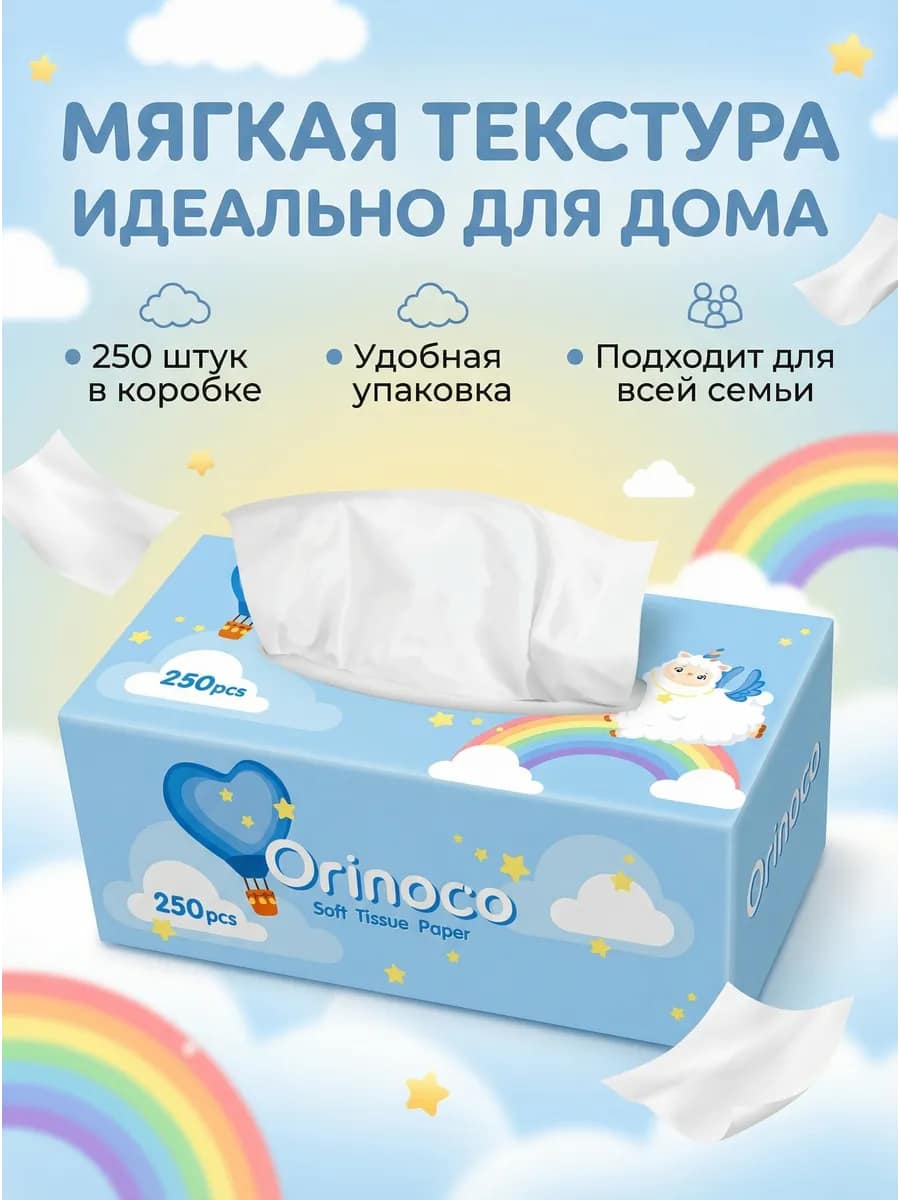 МЯГКАЯ ТЕКСТУРА
ИДЕАЛЬНО ДЛЯ ДОМА
• 250 штук
в коробке
• Удобная
упаковка
• Подходит для
всей семьи
250pcs
Orinoco
Soft Tissue Paper
250pcs
Orinoco